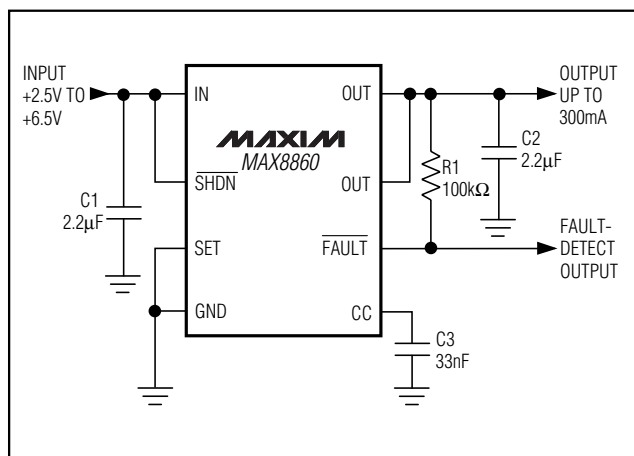 INPUT
+2.5V TO
+6.5V
IN
OUT
OUTPUT
UP TO
300mA
MAXIM
MAX8860
C2
2.2μF
R1
100kΩ
SHDN
OUT
C1
2.2μF
SET
FAULT
FAULT-
DETECT
OUTPUT
GND
CC
C3
33nF